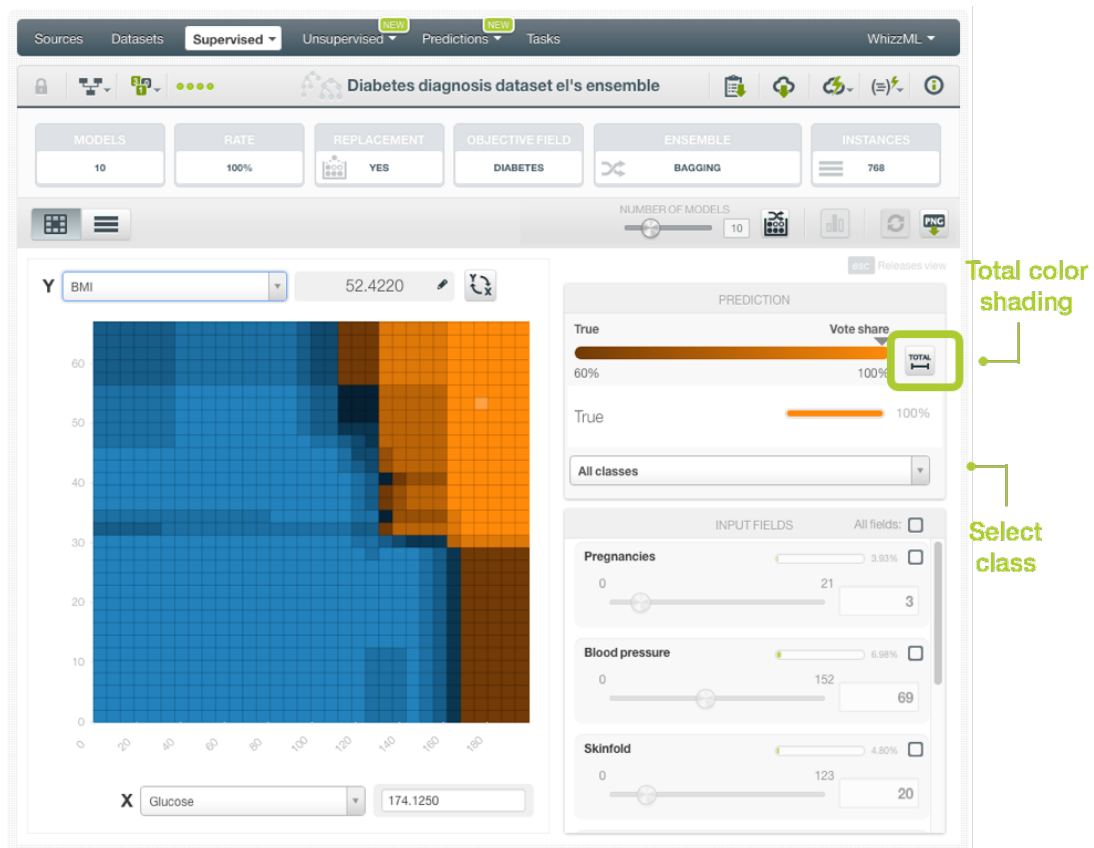 Sources Datasets Supervised Unsupervised NEW Predictions NEW Tasks WhizzML
Diabetes diagnosis dataset el's ensemble
MODELS RATE REPLACEMENT OBJECTIVE FIELD ENSEMBLE INSTANCES
10 100% YES DIABETES BAGGING 768
NUMBER OF MODELS
10 PNG
esc Releases view
Total color
shading
Y BMI 52.4220 Y X
PREDICTION
True Vote share
TOTAL
60% 100%
True 100%
All classes
Select
class
INPUT FIELDS All fields:
Pregnancies 3.93%
0 21
3
Blood pressure 6.98%
0 152
69
Skinfold 4.80%
0 123
20
60
50
40
30
20
10
0
0 20 40 60 80 100 120 140 160 180
X Glucose 174.1250